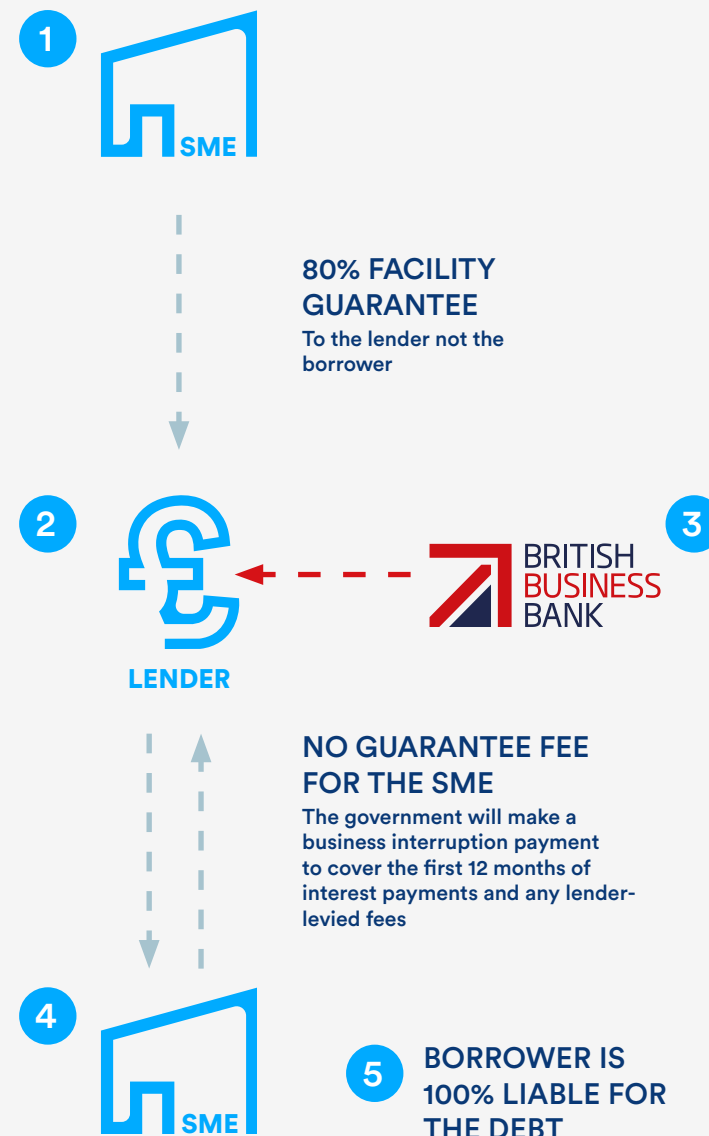 1
SME
80% FACILITY
GUARANTEE
To the lender not the
borrower
2
LENDER
BRITISH
BUSINESS
BANK
3
NO GUARANTEE FEE
FOR THE SME
The government will make a
business interruption payment
to cover the first 12 months of
interest payments and any lender-
levied fees
4
SME
5
BORROWER IS
100% LIABLE FOR
THE DEBT